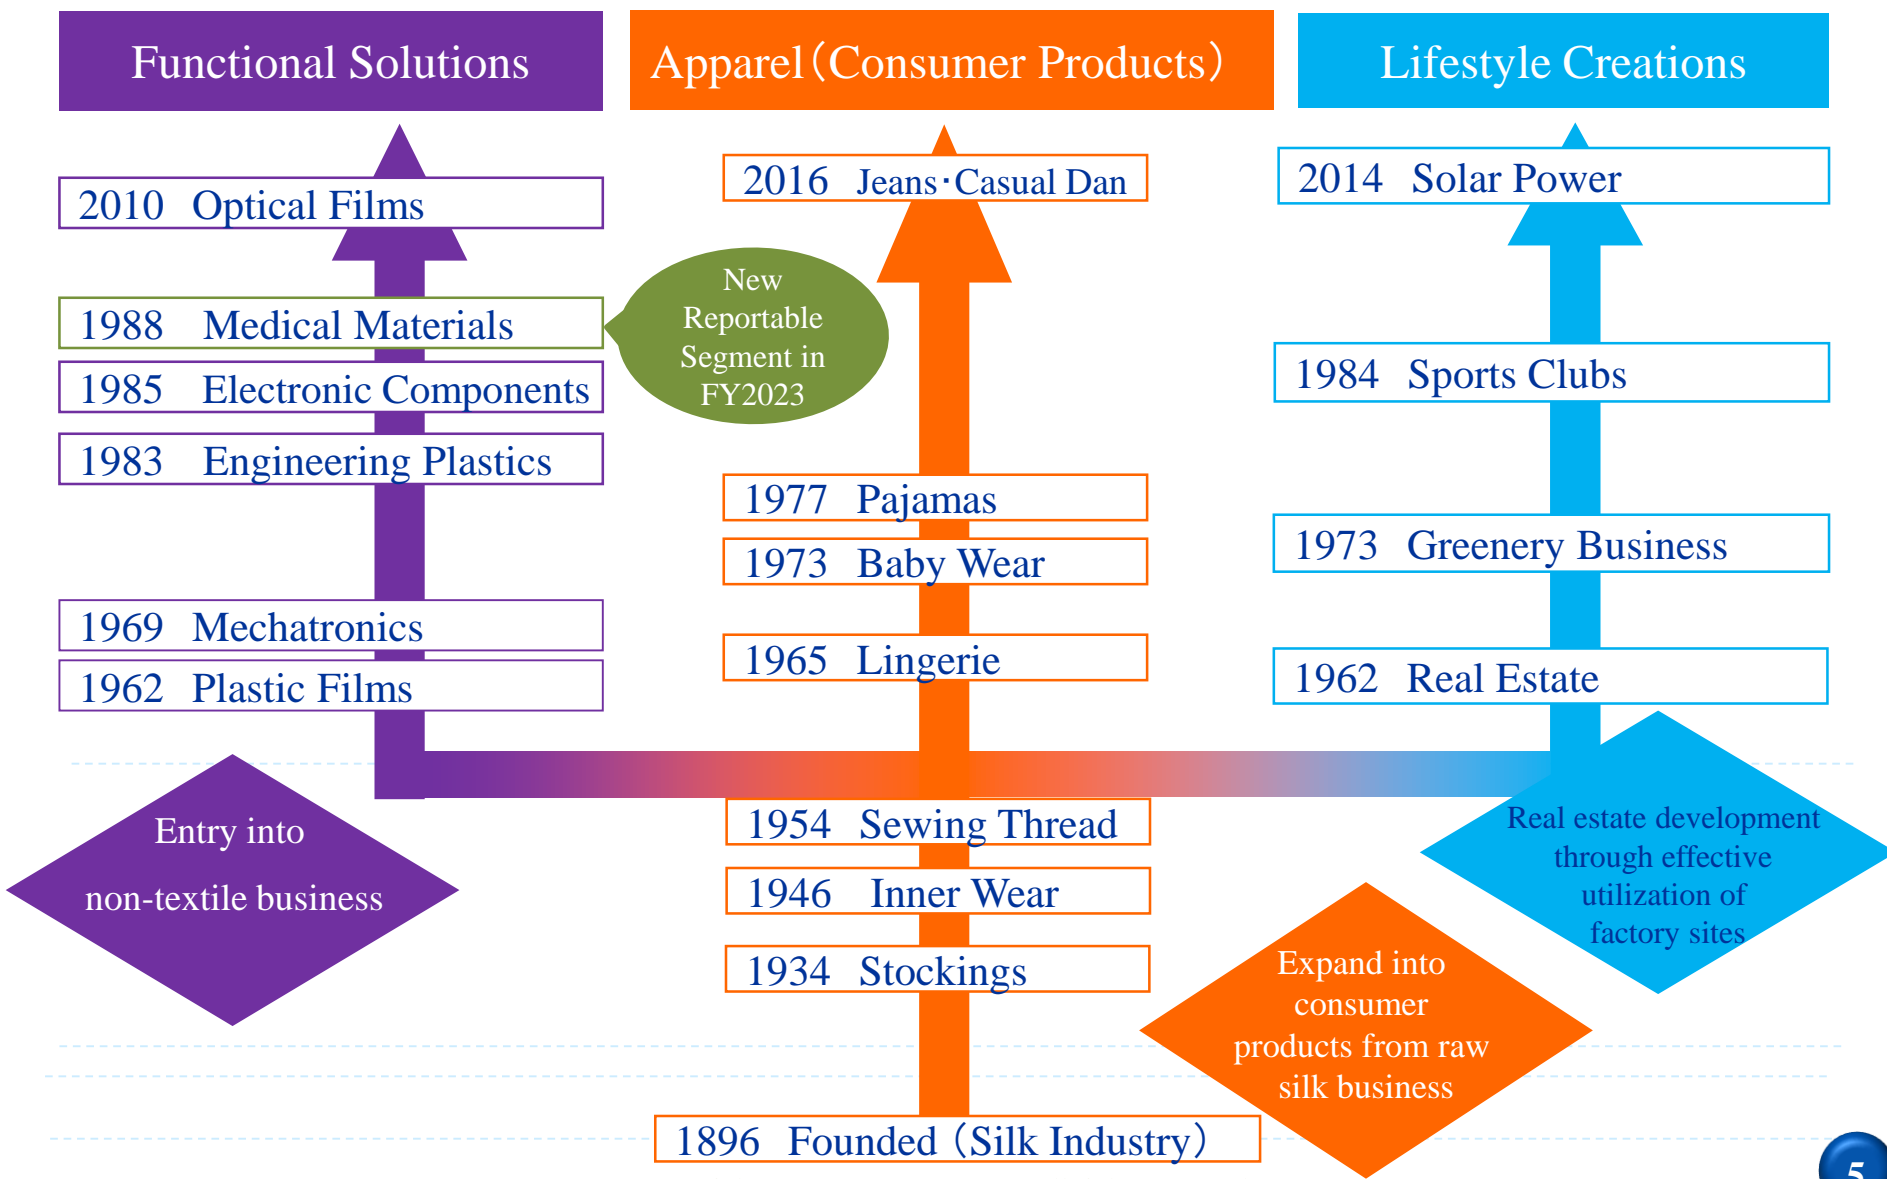 Functional Solutions
Apparel（Consumer Products）
Lifestyle Creations
2010 Optical Films
1988 Medical Materials
1985 Electronic Components
1983 Engineering Plastics
1969 Mechatronics
1962 Plastic Films
New
Reportable
Segment in
FY2023
2016 Jeans･Casual Dan
1977 Pajamas
1973 Baby Wear
1965 Lingerie
2014 Solar Power
1984 Sports Clubs
1973 Greenery Business
1962 Real Estate
Entry into
non-textile business
1954 Sewing Thread
1946 Inner Wear
1934 Stockings
1896 Founded（Silk Industry）
Expand into
consumer
products from raw
silk business
Real estate development
through effective
utilization of
factory sites
5